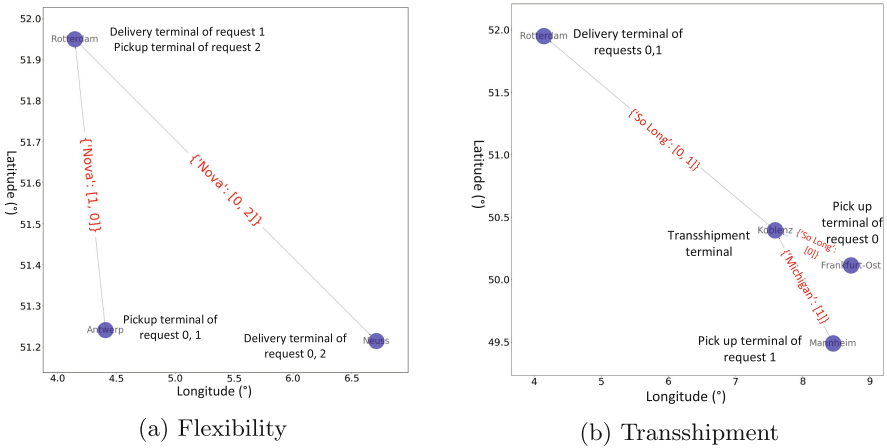 52.0
51.9
51.8
51.7
51.6
51.5
51.4
51.3
51.2
Latitude (°)
4.0 4.5 5.0 5.5 6.0 6.5
Longitude (°)
Rotterdam
Delivery terminal of request 1
Pickup terminal of request 2
{'Nova': [1, 0]}
{'Nova': [0, 2]}
Antwerp
Pickup terminal of
request 0, 1
Delivery terminal of
request 0, 2
Neuss
(a) Flexibility
52.0
51.5
51.0
50.5
50.0
49.5
Latitude (°)
4 5 6 7 8 9
Longitude (°)
Rotterdam
Delivery terminal of
requests 0,1
{'So Long': [0, 1]}
Koblenz
Transshipment
terminal
{'So Long':
[0]}
Pick up
terminal of
request 0
Frankfurt-Ost
{'Michigan': [1]}
Pick up terminal of
request 1
Mannheim
(b) Transshipment